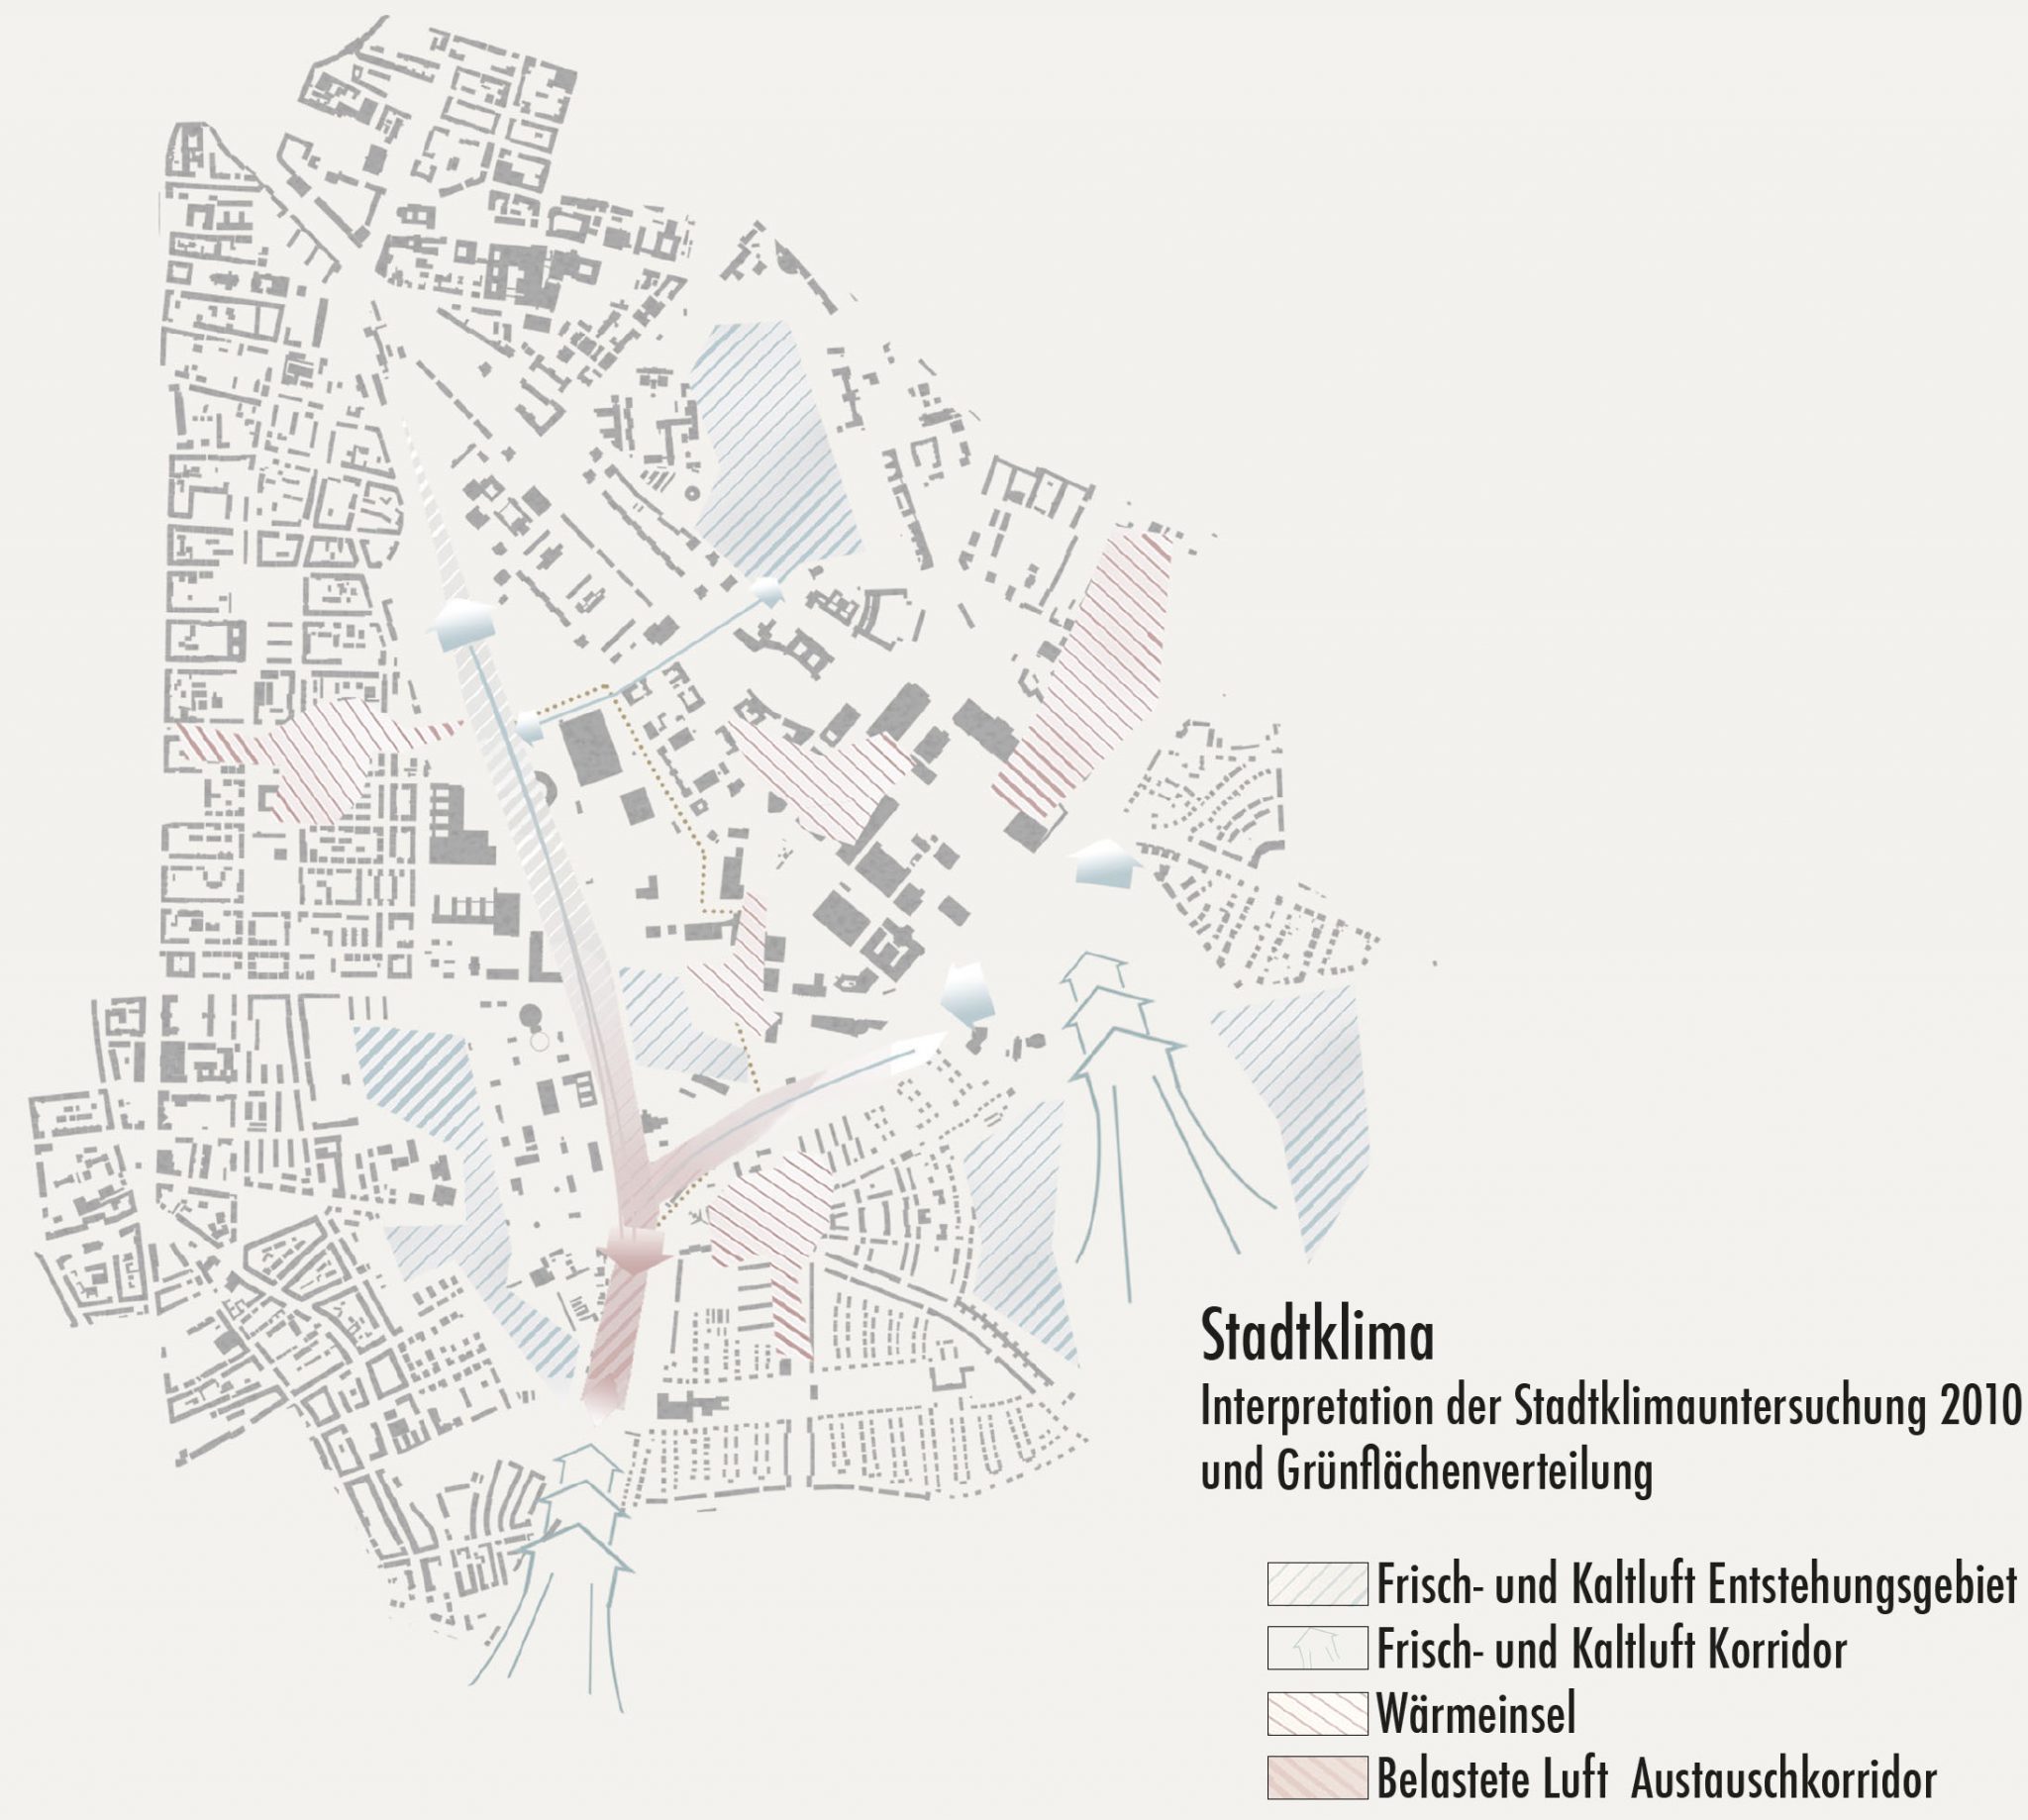 Stadtklima
Interpretation der Stadtklimauntersuchung 2010
und Grünflächenverteilung
Frisch- und Kaltluft Entstehungsgebiet
Frisch- und Kaltluft Korridor
Wärmeinsel
Belastete Luft Austauschkorridor